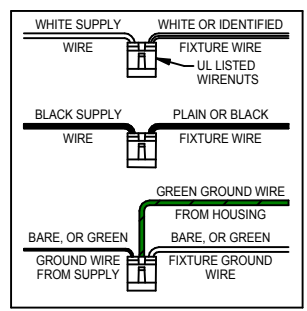 WHITE SUPPLY WHITE OR IDENTIFIED
WIRE FIXTURE WIRE
UL LISTED
WIRENUTS
BLACK SUPPLY PLAIN OR BLACK
WIRE FIXTURE WIRE
GREEN GROUND WIRE
FROM HOUSING
BARE, OR GREEN BARE, OR GREEN
GROUND WIRE FIXTURE GROUND
FROM SUPPLY WIRE